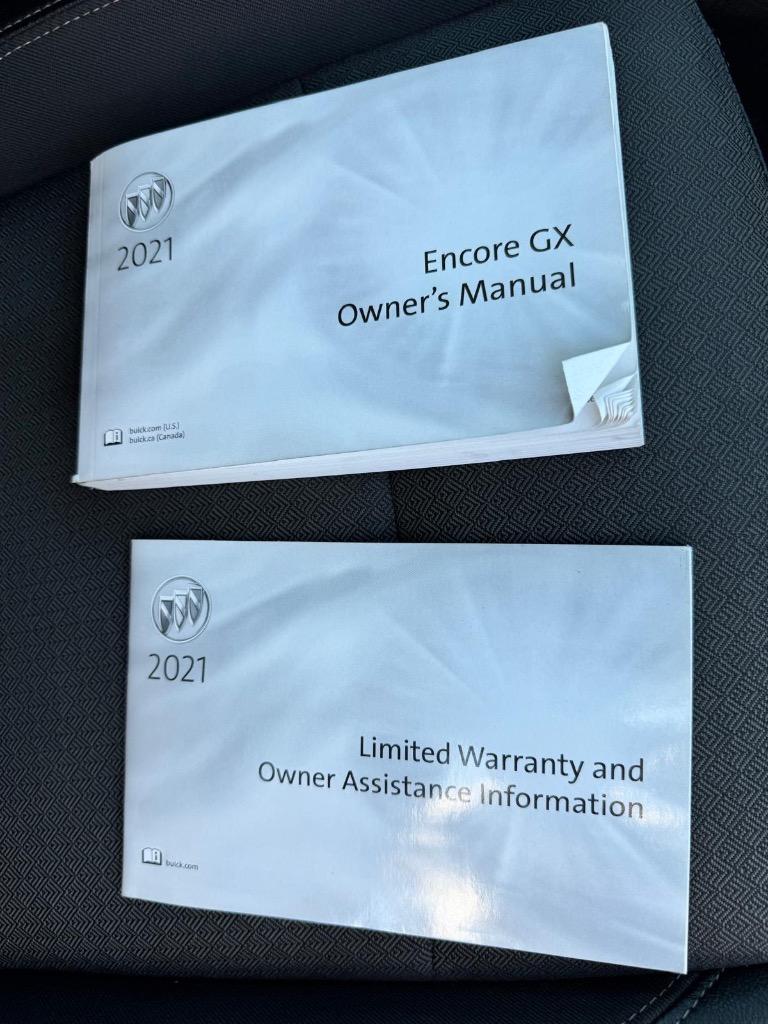 2021
Encore GX
Owner's Manual
buick.com (U.S.)
buick.ca (Canada)
2021
Limited Warranty and
Owner Assistance Information
buick.com